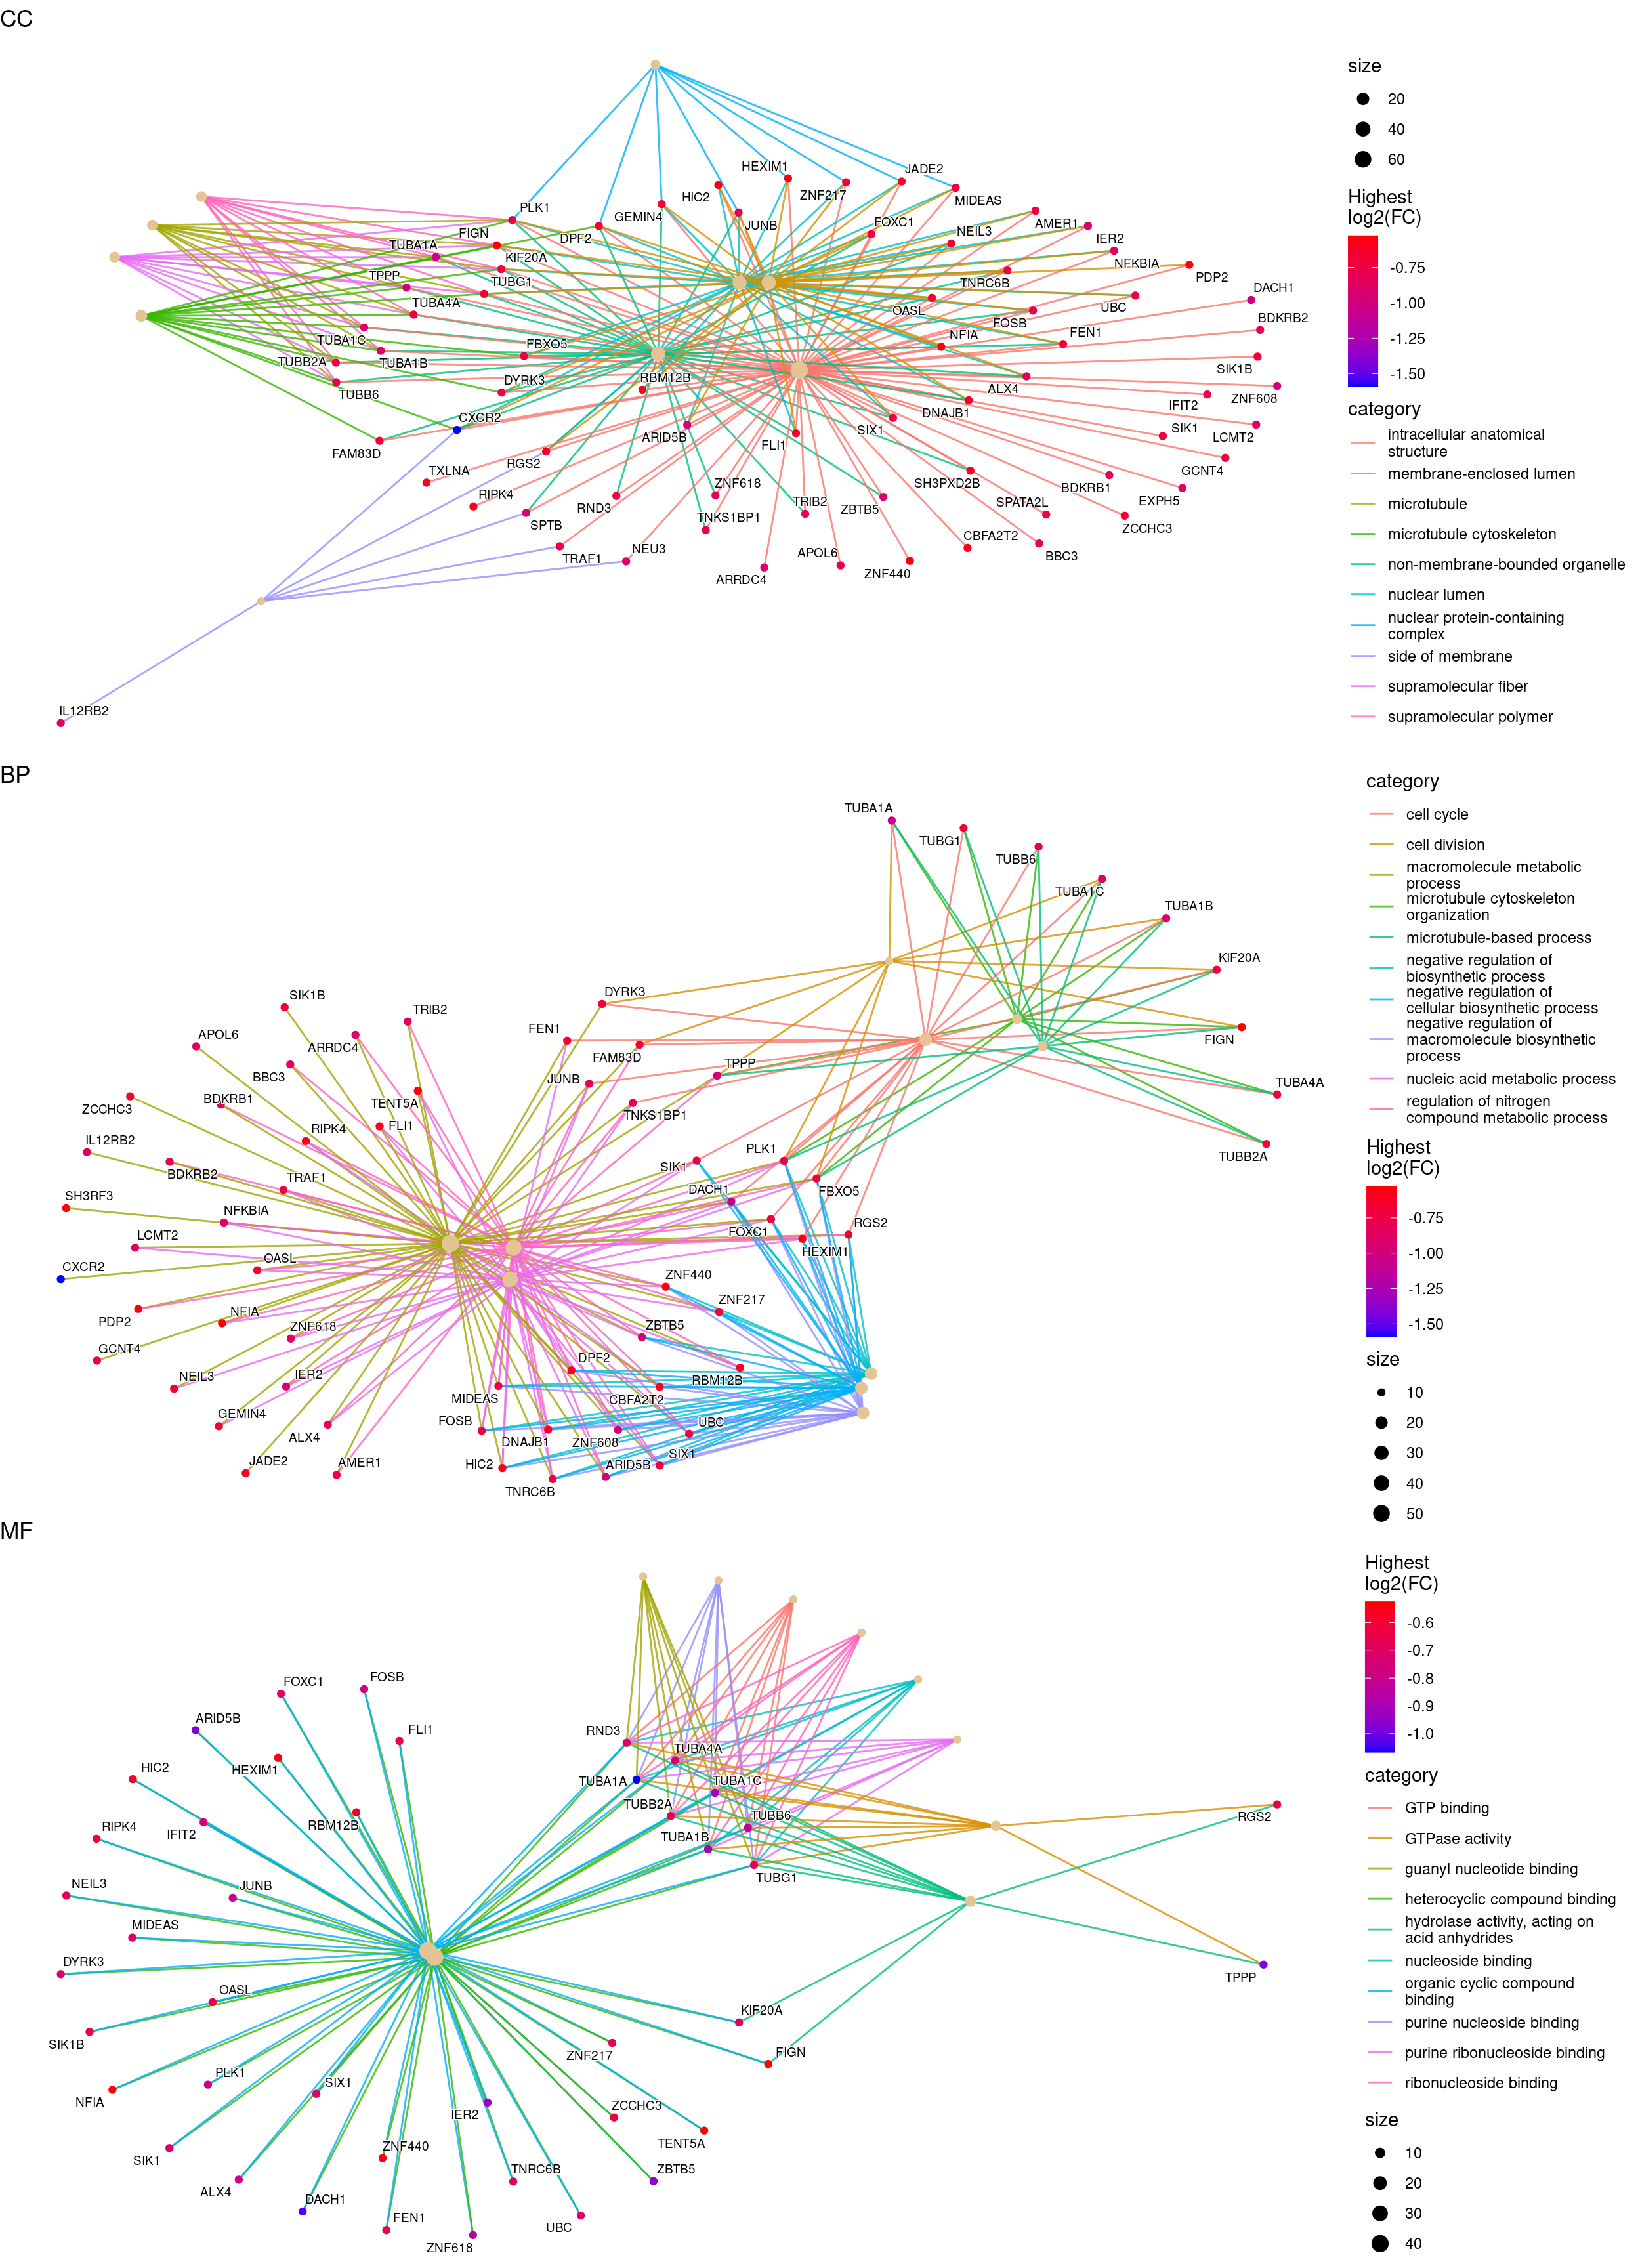 CC
HEXIM1
JADE2
HIC2
ZNF217
MIDEAS
PLK1
GEMIN4
JUNB
FOXC1
AMER1
FIGN
DPF2
NEIL3
IER2
TUBA1A
KIF20A
NFKBIA
PDP2
TPPP
TUBG1
TNRC6B
DACH1
TUBA4A
OASL
UBC
FOSB
BDKRB2
TUBA1C
FBXO5
NFIA
FEN1
TUBB2A
TUBA1B
SIK1B
DYRK3
RBM12B
ALX4
TUBB6
IFIT2
ZNF608
CXCR2
DNAJB1
ARID5B
SIX1
SIK1
LCMT2
FAM83D
FLI1
TXLNA
RGS2
GCNT4
RIPK4
ZNF618
SH3PXD2B
BDKRB1
RND3
TRIB2
SPATA2L
EXPH5
SPTB
TNKS1BP1
ZBTB5
ZCCHC3
TRAF1
NEU3
APOL6
CBFA2T2
BBC3
ARRDC4
ZNF440
IL12RB2
size
20
40
60
Highest
log2(FC)
-0.75
-1.00
-1.25
-1.50
category
intracellular anatomical
structure
membrane-enclosed lumen
microtubule
microtubule cytoskeleton
non-membrane-bounded organelle
nuclear lumen
nuclear protein-containing
complex
side of membrane
supramolecular fiber
supramolecular polymer
BP
TUBA1A
TUBG1
TUBB6
TUBA1C
TUBA1B
KIF20A
SIK1B
TRIB2
DYRK3
FEN1
APOL6
ARRDC4
FAM83D
FIGN
BBC3
JUNB
TPPP
TUBA4A
ZCCHC3
BDKRB1
TENT5A
TNKS1BP1
RIPK4
FLI1
IL12RB2
PLK1
TUBB2A
BDKRB2
TRAF1
SIK1
SH3RF3
DACH1
FBXO5
NFKBIA
FOXC1
RGS2
LCMT2
HEXIM1
CXCR2
OASL
ZNF440
PDP2
NFIA
ZNF217
GCNT4
ZNF618
ZBTB5
NEIL3
IER2
DPF2
RBM12B
MIDEAS
CBFA2T2
GEMIN4
FOSB
UBC
ALX4
DNAJB1
ZNF608
JADE2
AMER1
HIC2
ARID5B
SIX1
TNRC6B
category
cell cycle
cell division
macromolecule metabolic
process
microtubule cytoskeleton
organization
microtubule-based process
negative regulation of
biosynthetic process
negative regulation of
cellular biosynthetic process
negative regulation of
macromolecule biosynthetic
process
nucleic acid metabolic process
regulation of nitrogen
compound metabolic process
Highest
log2(FC)
-0.75
-1.00
-1.25
-1.50
size
10
20
30
40
50
MF
FOXC1
FOSB
ARID5B
FLI1
RND3
HIC2
HEXIM1
TUBA4A
TUBA1A
TUBA1C
RIPK4
IFIT2
RBM12B
TUBB2A
TUBB6
RGS2
TUBA1B
NEIL3
JUNB
TUBG1
MIDEAS
DYRK3
TPPP
OASL
KIF20A
SIK1B
ZNF217
FIGN
NFIA
PLK1
SIX1
IER2
ZCCHC3
SIK1
ZNF440
TENT5A
ALX4
TNRC6B
ZBTB5
DACH1
FEN1
UBC
ZNF618
Highest
log2(FC)
-0.6
-0.7
-0.8
-0.9
-1.0
category
GTP binding
GTPase activity
guanyl nucleotide binding
heterocyclic compound binding
hydrolase activity, acting on
acid anhydrides
nucleoside binding
organic cyclic compound
binding
purine nucleoside binding
purine ribonucleoside binding
ribonucleoside binding
size
10
20
30
40